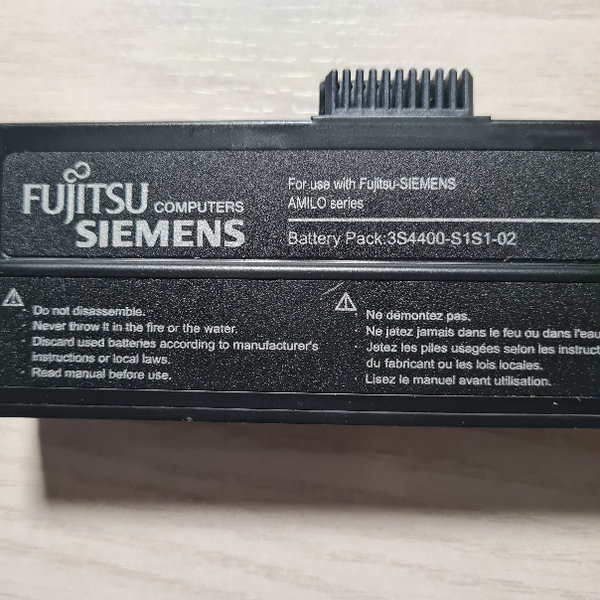 FUJITSU COMPUTERS
SIEMENS
For use with Fujitsu-SIEMENS
AMILO series
Battery Pack:3S4400-S1S1-02
Do not disassemble.
· Never throw it in the fire or the water.
· Discard used batteries according to manufacturer's
instructions or local laws.
· Read manual before use.
· Ne démontez pas.
Ne jetez jamais dans le feu ou dans l'eau
· Jetez les piles usagées selon les instruct
du fabricant ou les lois locales.
· Lisez le manuel avant utilisation.